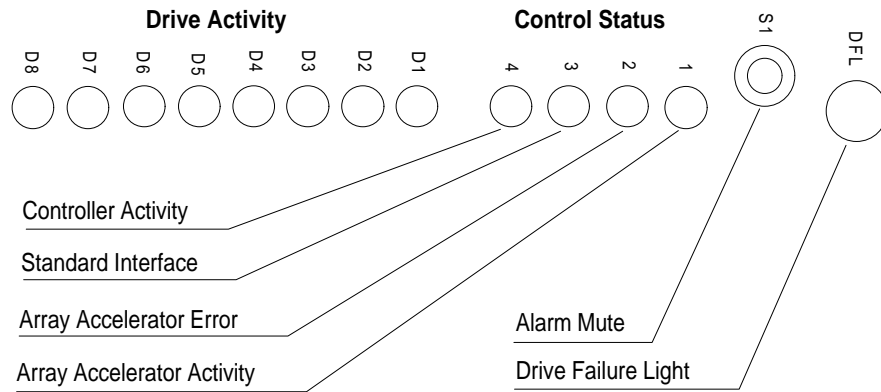 Drive Activity
Control Status
D8 D7 D6 D5 D4 D3 D2 D1 4 3 2 1 S1 DFL
Controller Activity
Standard Interface
Array Accelerator Error
Array Accelerator Activity
Alarm Mute
Drive Failure Light